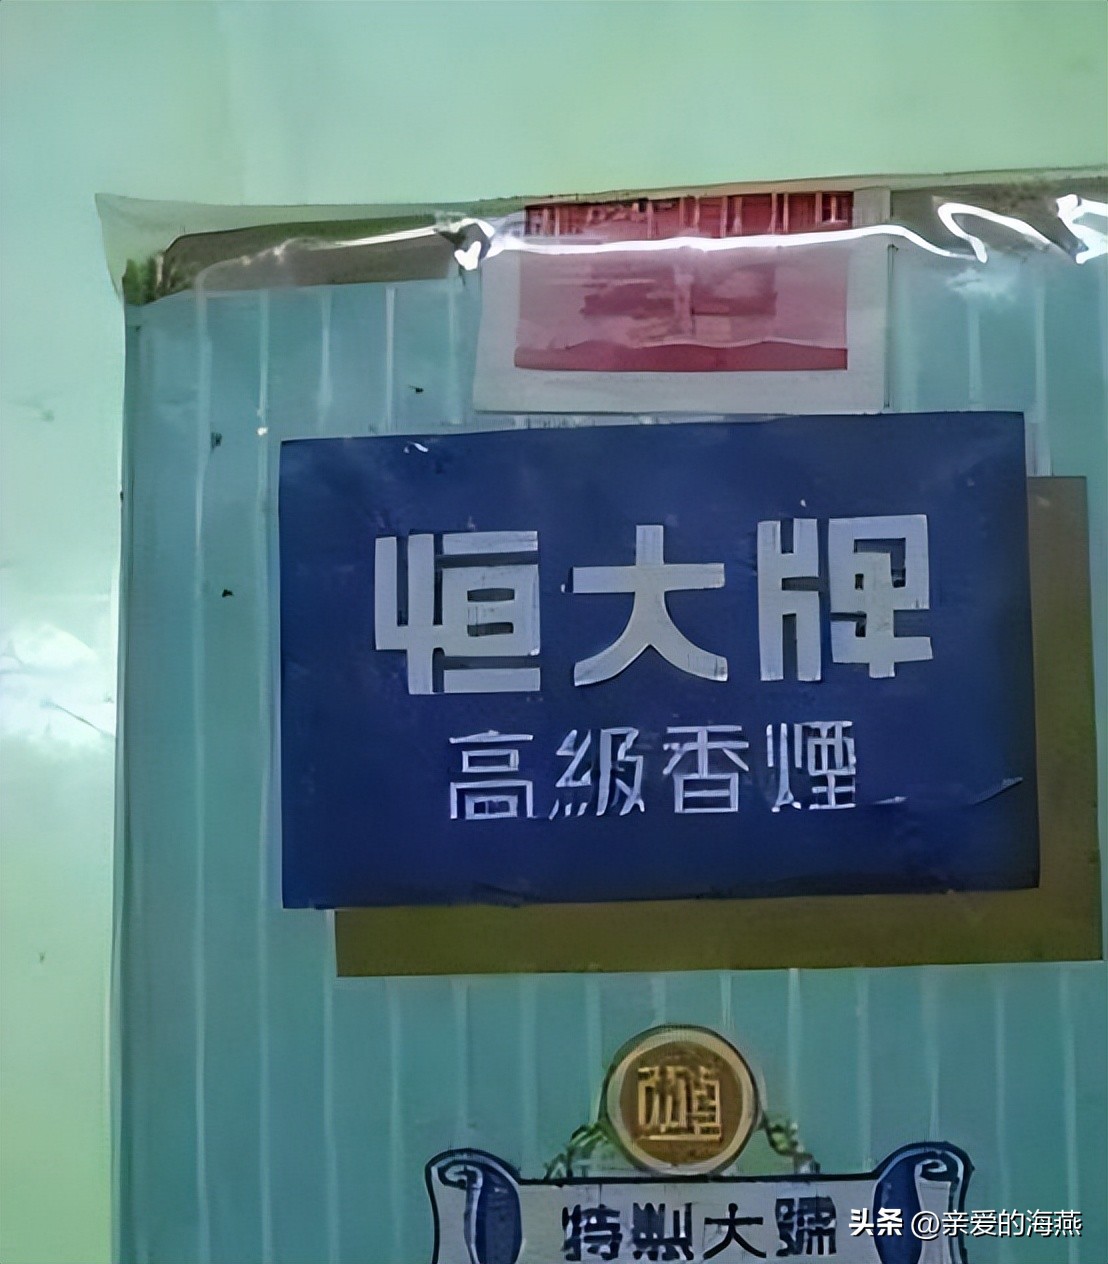 恒大牌
高級香煙
特製大號
头条 @亲爱的海燕